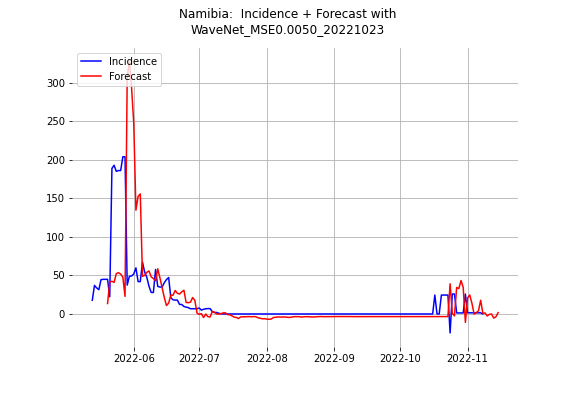 Namibia:  Incidence + Forecast with
WaveNet_MSE0.0050_20221023
Incidence
Forecast
300
250
200
150
100
50
0
2022-06 2022-07 2022-08 2022-09 2022-10 2022-11